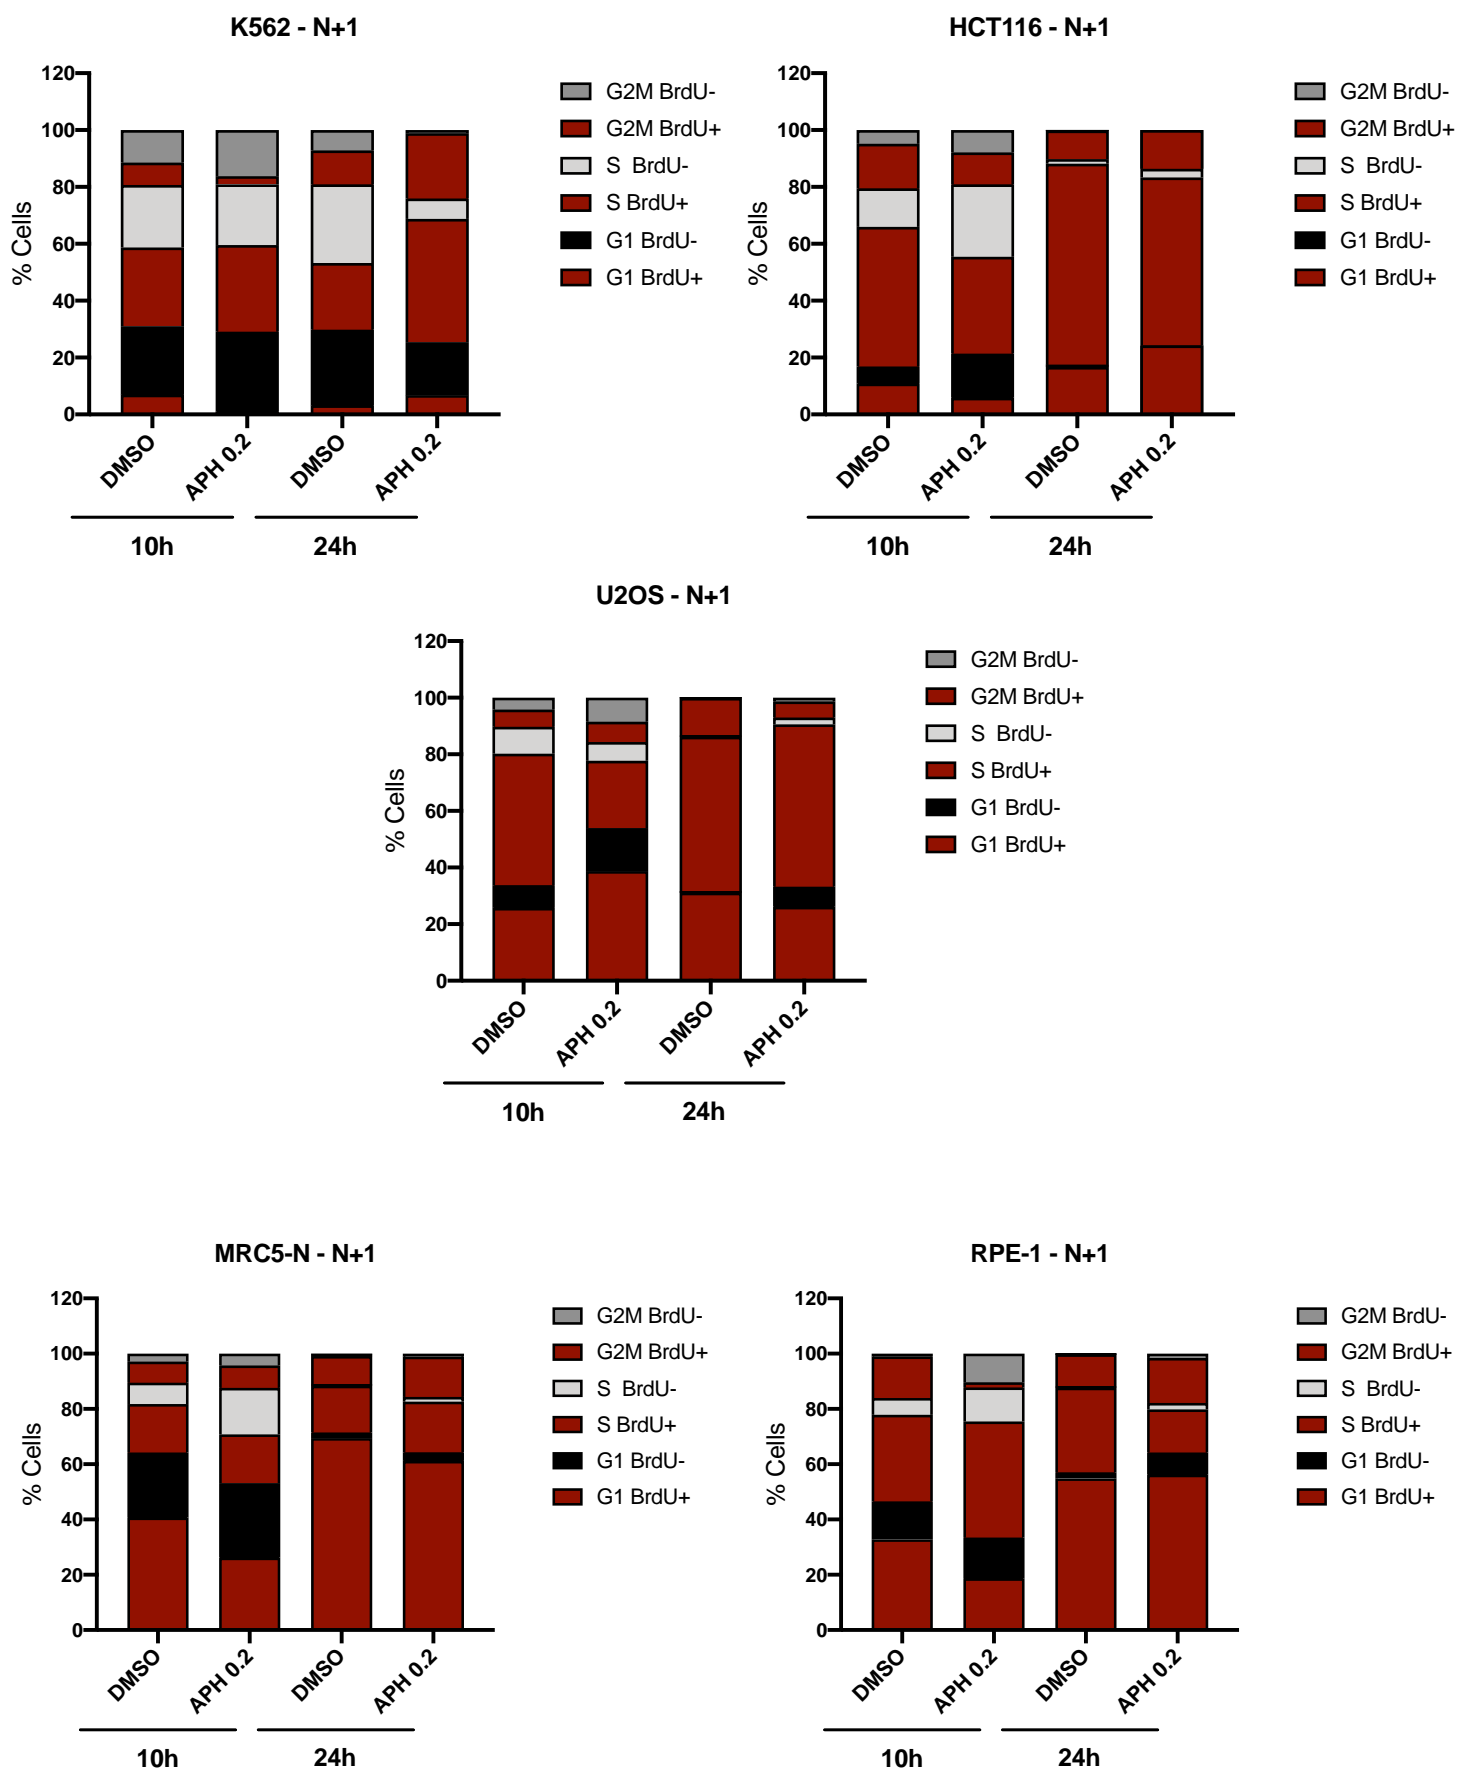 K562 - N+1
120
100
80
60
40
20
0
% Cells
DMSO
APH 0.2
DMSO
APH 0.2
10h
24h
G2M BrdU-
G2M BrdU+
S  BrdU-
S BrdU+
G1 BrdU-
G1 BrdU+
HCT116 - N+1
120
100
80
60
40
20
0
% Cells
DMSO
APH 0.2
DMSO
APH 0.2
10h
24h
G2M BrdU-
G2M BrdU+
S  BrdU-
S BrdU+
G1 BrdU-
G1 BrdU+
U2OS - N+1
120
100
80
60
40
20
0
% Cells
DMSO
APH 0.2
DMSO
APH 0.2
10h
24h
G2M BrdU-
G2M BrdU+
S  BrdU-
S BrdU+
G1 BrdU-
G1 BrdU+
MRC5-N - N+1
120
100
80
60
40
20
0
% Cells
DMSO
APH 0.2
DMSO
APH 0.2
10h
24h
G2M BrdU-
G2M BrdU+
S  BrdU-
S BrdU+
G1 BrdU-
G1 BrdU+
RPE-1 - N+1
120
100
80
60
40
20
0
% Cells
DMSO
APH 0.2
DMSO
APH 0.2
10h
24h
G2M BrdU-
G2M BrdU+
S  BrdU-
S BrdU+
G1 BrdU-
G1 BrdU+